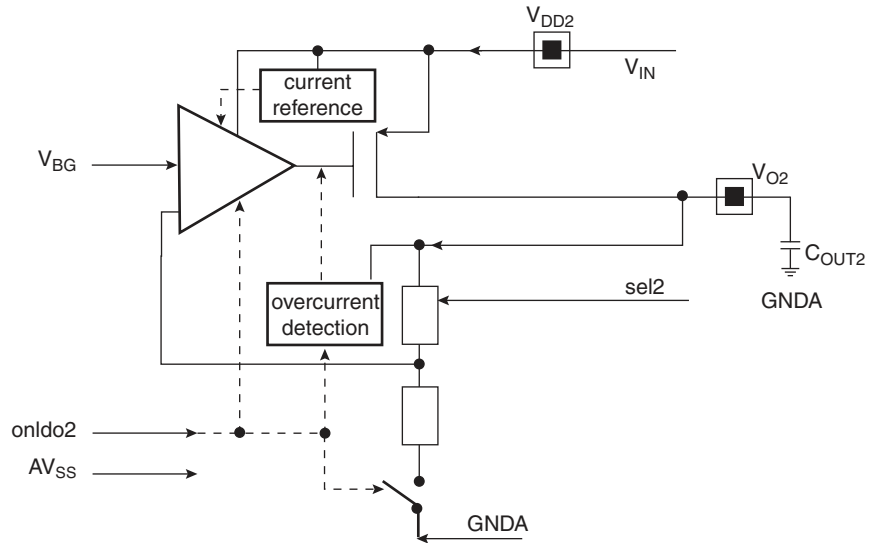 V_DD2
V_IN
current
reference
V_BG
V_O2
C_OUT2
GNDA
sel2
overcurrent
detection
onldo2
AV_SS
GNDA